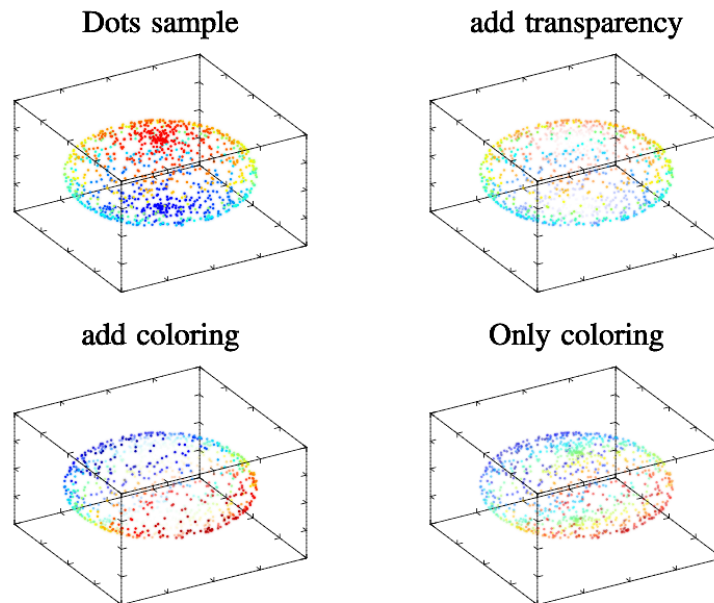 Dots sample
add transparency
add coloring
Only coloring